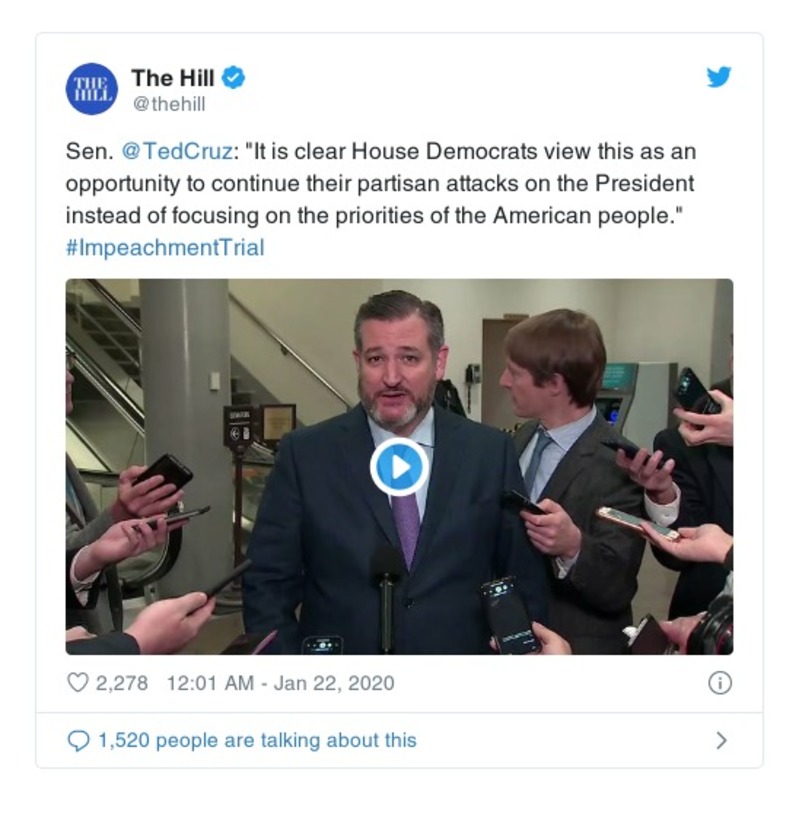 THE
HILL
The Hill
@thehill
Sen. @TedCruz: "It is clear House Democrats view this as an
opportunity to continue their partisan attacks on the President
instead of focusing on the priorities of the American people."
#ImpeachmentTrial
2,278 12:01 AM - Jan 22, 2020
1,520 people are talking about this